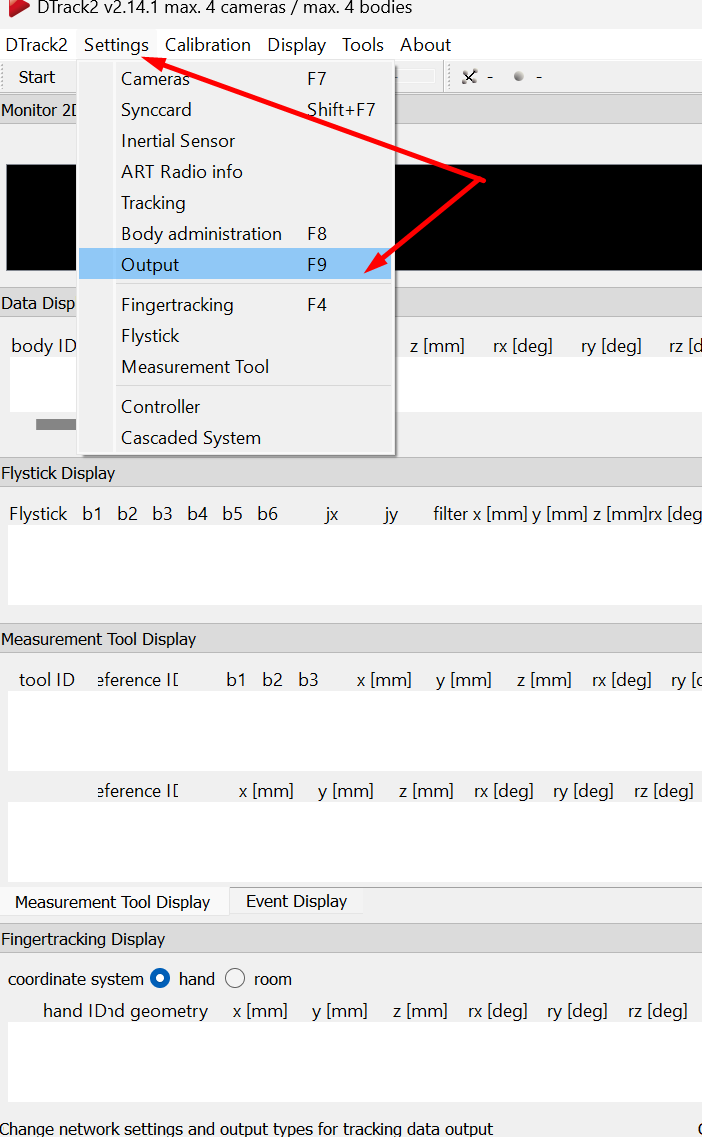 DTrack2 v2.14.1 max. 4 cameras / max. 4 bodies
DTrack2 Settings Calibration Display Tools About
Start - -
Cameras F7
Monitor 2D
Synccard Shift+F7
Inertial Sensor
ART Radio info
Tracking
Body administration F8
Output F9
Data Disp
Fingertracking F4
Flystick
body ID z [mm] rx [deg] ry [deg] rz [d
Measurement Tool
Controller
Cascaded System
Flystick Display
Flystick b1 b2 b3 b4 b5 b6 jx jy filter x [mm] y [mm] z [mm] rx [deg
Measurement Tool Display
tool ID eference ID b1 b2 b3 x [mm] y [mm] z [mm] rx [deg] ry [d
eference ID x [mm] y [mm] z [mm] rx [deg] ry [deg] rz [deg]
Measurement Tool Display Event Display
Fingertracking Display
coordinate system hand room
hand ID nd geometry x [mm] y [mm] z [mm] rx [deg] ry [deg] rz [deg]
Change network settings and output types for tracking data output